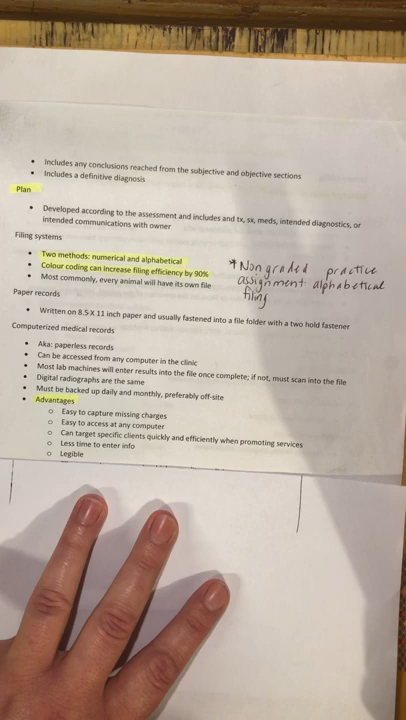 • Includes any conclusions reached from the subjective and objective sections
• Includes a definitive diagnosis
Plan
• Developed according to the assessment and includes and tx, sx, meds, intended diagnostics, or
intended communications with owner
Filing systems
• Two methods: numerical and alphabetical
• Colour coding can increase filing efficiency by 90%
• Most commonly, every animal will have its own file
*Non graded practice
assignment: alphabetical
filing
Paper records
• Written on 8.5 X 11 inch paper and usually fastened into a file folder with a two hold fastener
Computerized medical records
• Aka: paperless records
• Can be accessed from any computer in the clinic
• Most lab machines will enter results into the file once complete; if not, must scan into the file
• Digital radiographs are the same
• Must be backed up daily and monthly, preferably off-site
• Advantages
o Easy to capture missing charges
o Easy to access at any computer
o Can target specific clients quickly and efficiently when promoting services
o Less time to enter info
o Legible